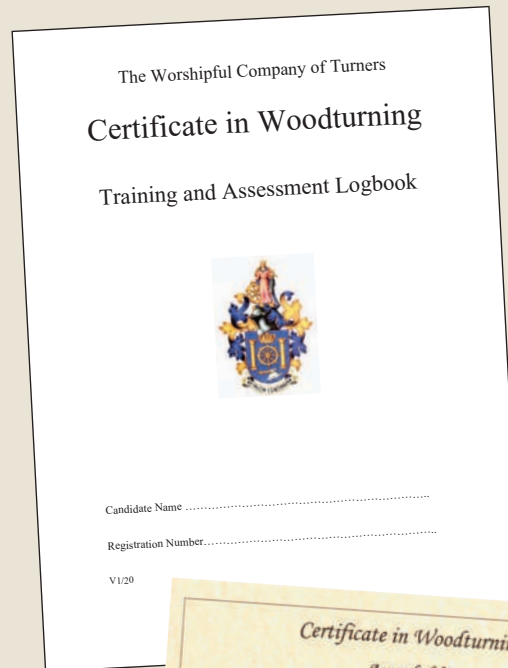 The Worshipful Company of Turners
Certificate in Woodturning
Training and Assessment Logbook
Candidate Name ………………………………………………………..
Registration Number……………………………………………………..
V1/20
Certificate in Woodturnin